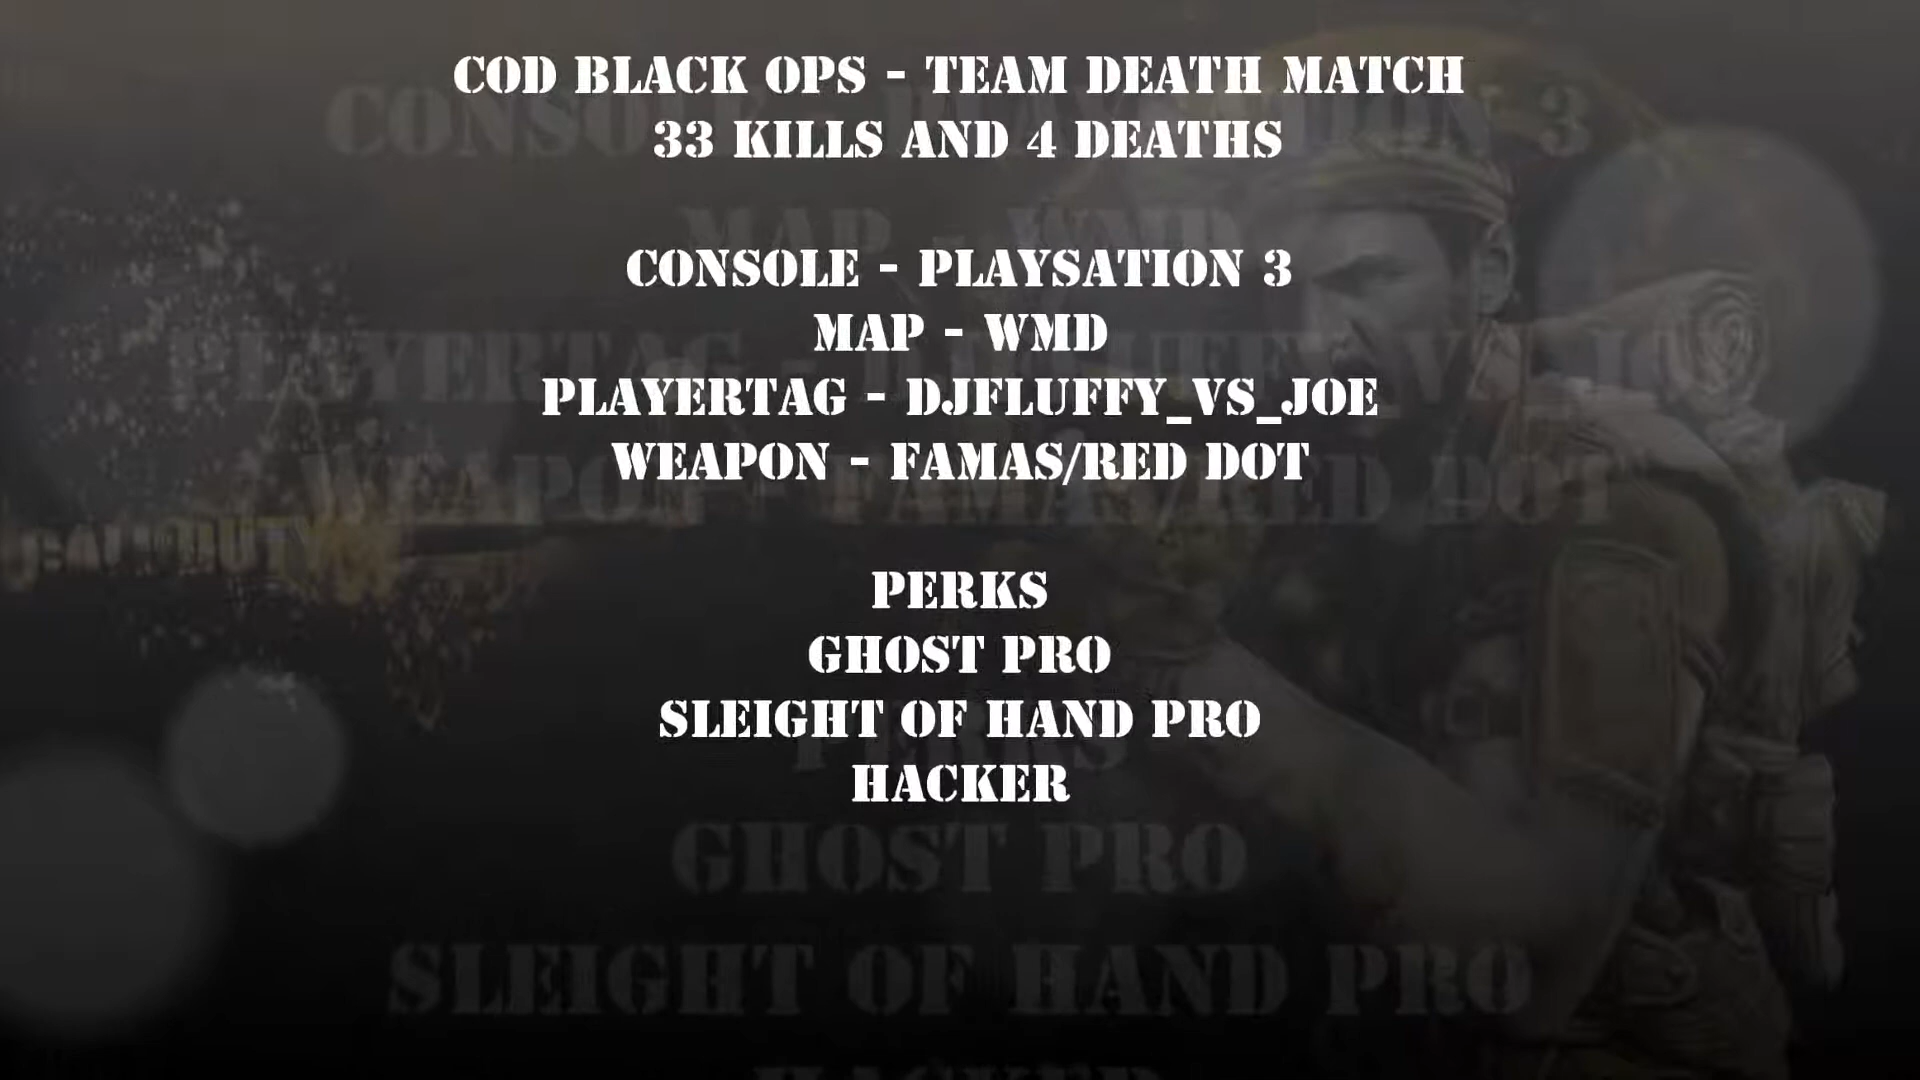 COD BLACK OPS - TEAM DEATH MATCH
33 KILLS AND 4 DEATHS
CONSOLE - PLAYSATION 3
MAP - WMD
PLAYERTAG - DJFLUFFY_VS_JOE
WEAPON - FAMAS/RED DOT
PERKS
GHOST PRO
SLEIGHT OF HAND PRO
HACKER